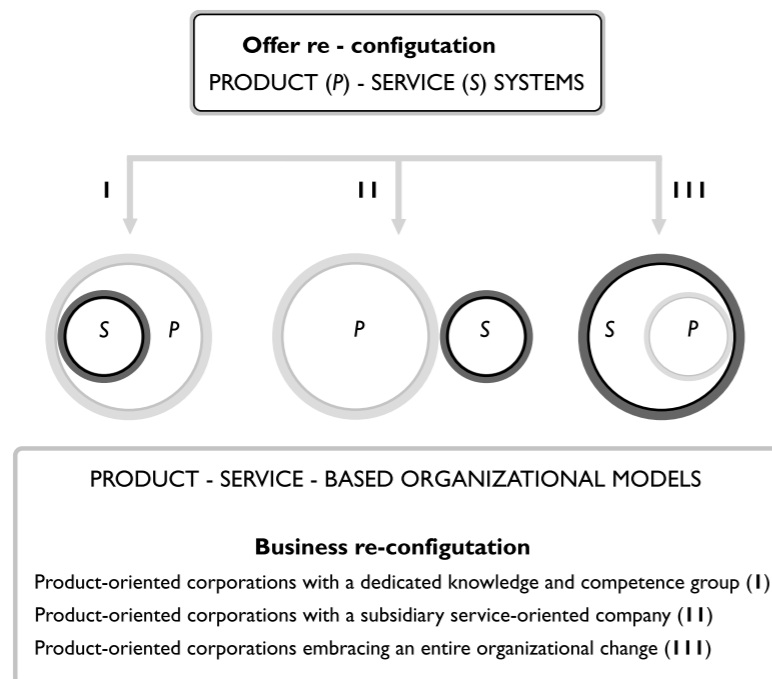 Offer re - configutation
PRODUCT (P) - SERVICE (S) SYSTEMS
I II III
S P P S S P
PRODUCT - SERVICE - BASED ORGANIZATIONAL MODELS
Business re-configutation
Product-oriented corporations with a dedicated knowledge and competence group (I)
Product-oriented corporations with a subsidiary service-oriented company (II)
Product-oriented corporations embracing an entire organizational change (III)